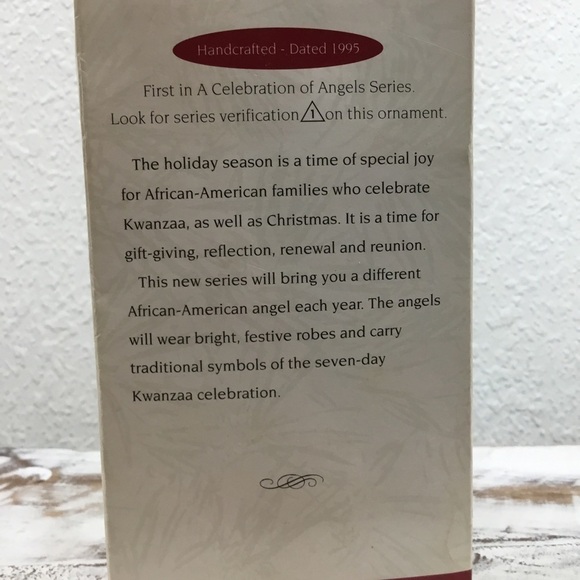 Handcrafted - Dated 1995
First in A Celebration of Angels Series.
Look for series verification 1 on this ornament.
The holiday season is a time of special joy
for African-American families who celebrate
Kwanzaa, as well as Christmas. It is a time for
gift-giving, reflection, renewal and reunion.
This new series will bring you a different
African-American angel each year. The angels
will wear bright, festive robes and carry
traditional symbols of the seven-day
Kwanzaa celebration.